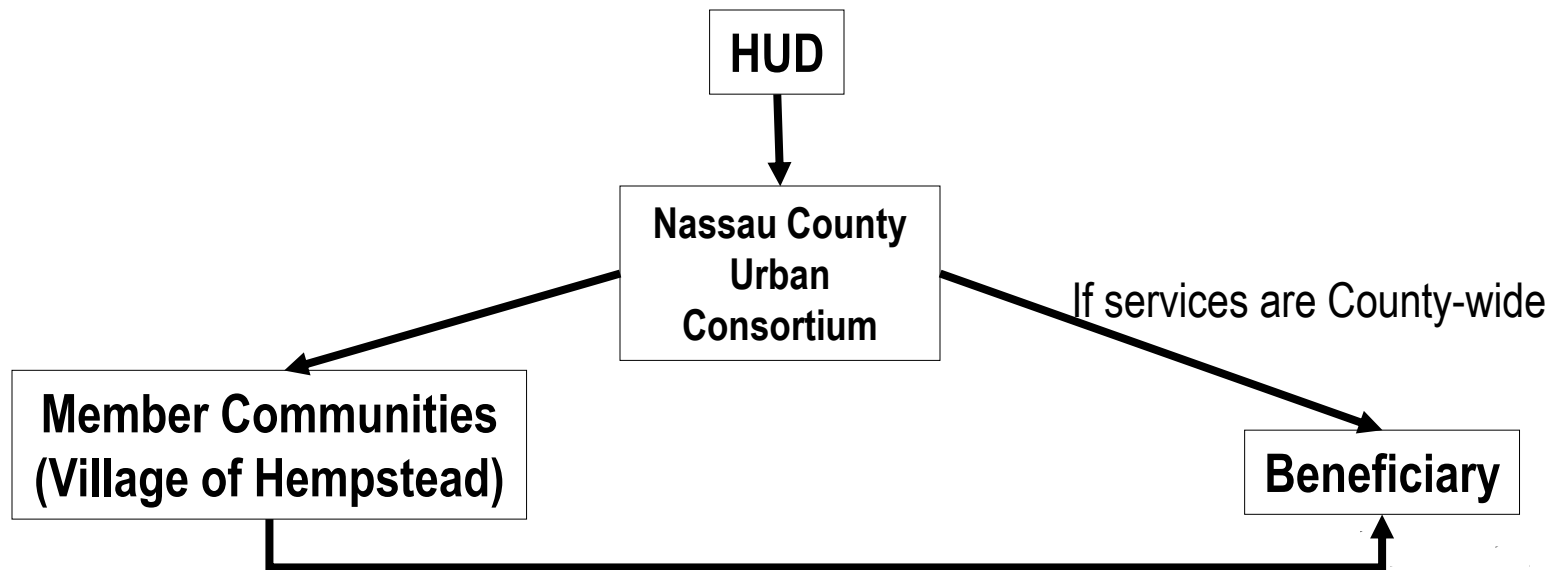 HUD
Nassau County
Urban
Consortium
If services are County-wide
Member Communities
(Village of Hempstead)
Beneficiary